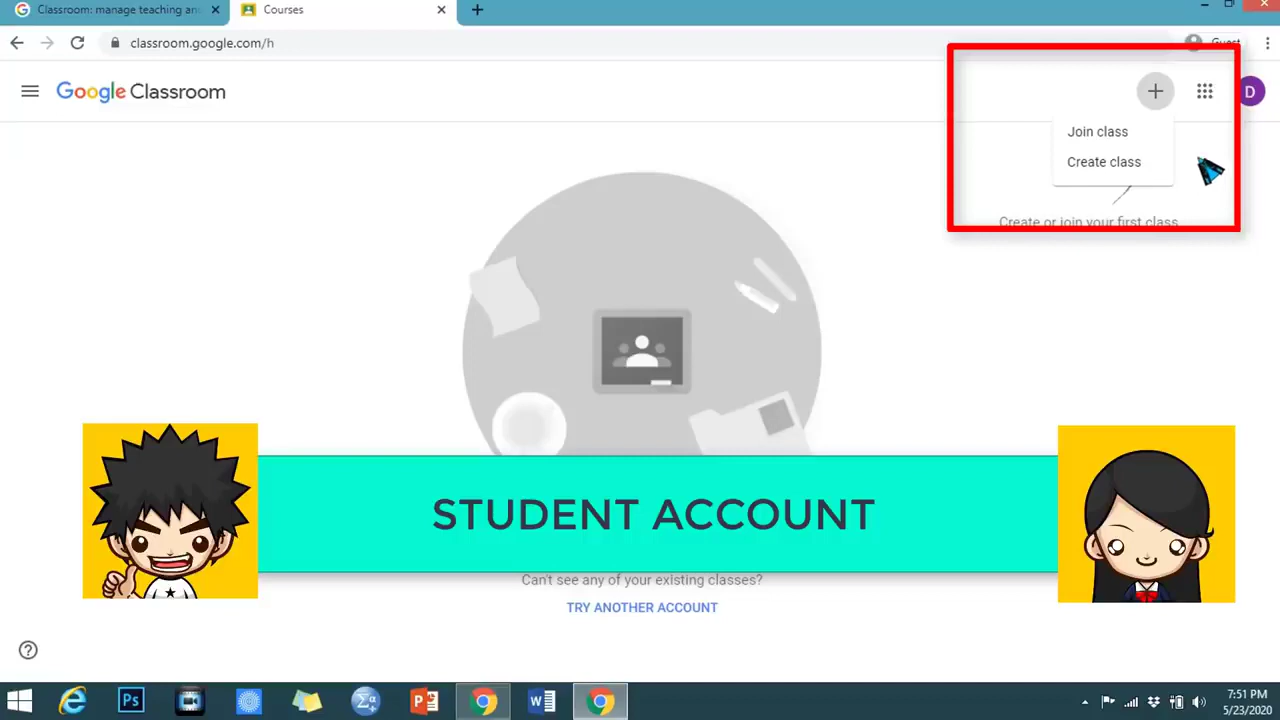 Classroom: manage teaching an
Courses
classroom.google.com/h
Guest
Google Classroom
D
Join class
Create class
Create or join your first class
STUDENT ACCOUNT
Can't see any of your existing classes?
TRY ANOTHER ACCOUNT
7:51 PM
5/23/2020